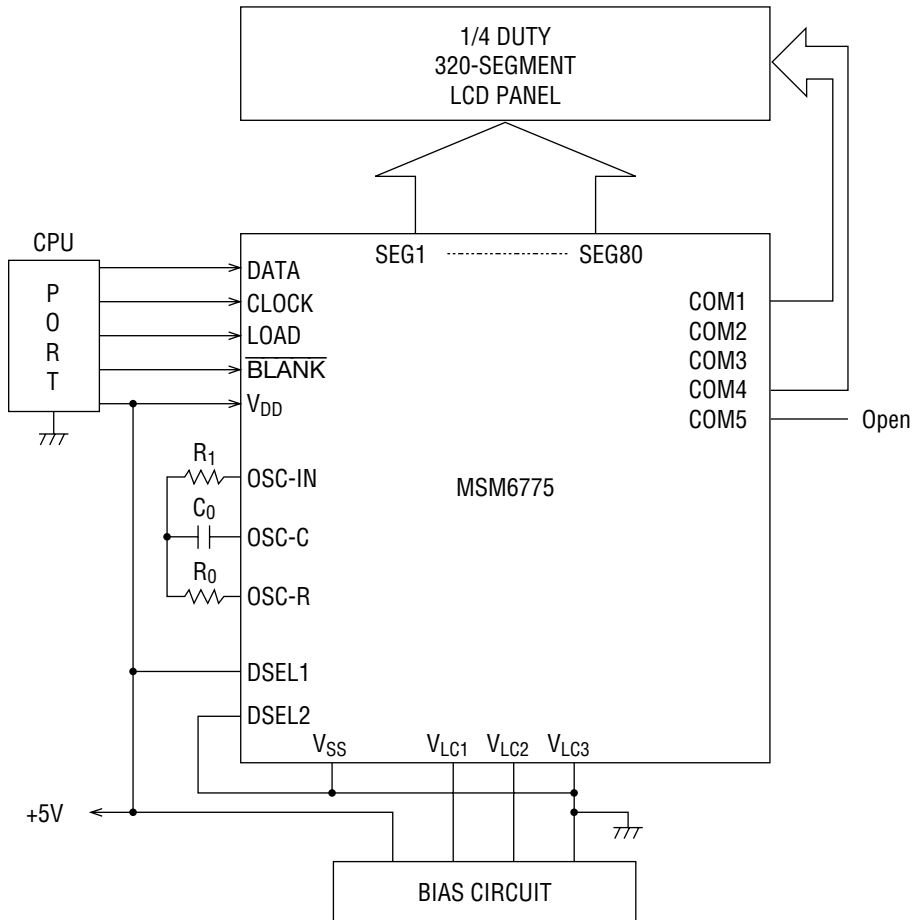 1/4 DUTY
320-SEGMENT
LCD PANEL
CPU
PORT
SEG1
SEG80
DATA
CLOCK
LOAD
BLANK
VDD
COM1
COM2
COM3
COM4
COM5
Open
R1
OSC-IN
MSM6775
C0
OSC-C
R0
OSC-R
DSEL1
DSEL2
VSS
VLC1
VLC2
VLC3
+5V
BIAS CIRCUIT